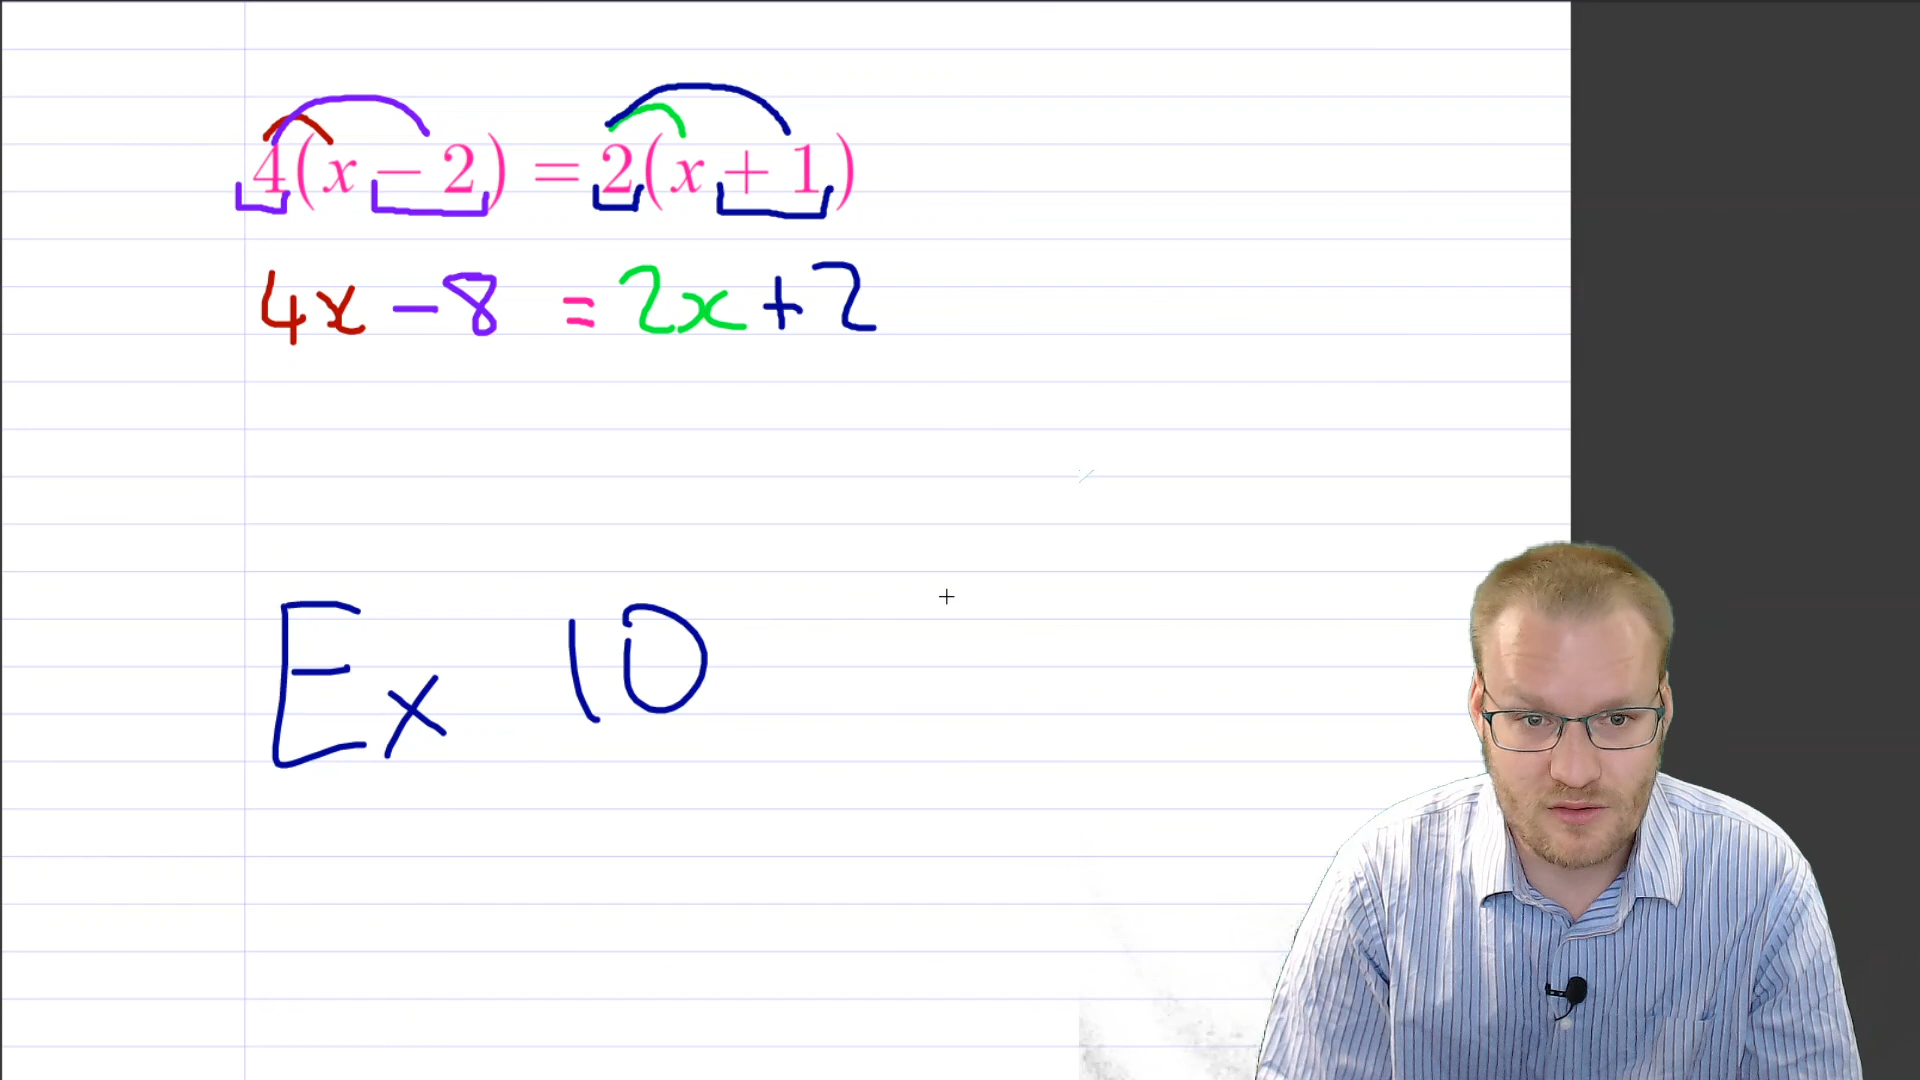 4(x − 2) = 2(x + 1)
4x − 8 = 2x + 2
Ex 10